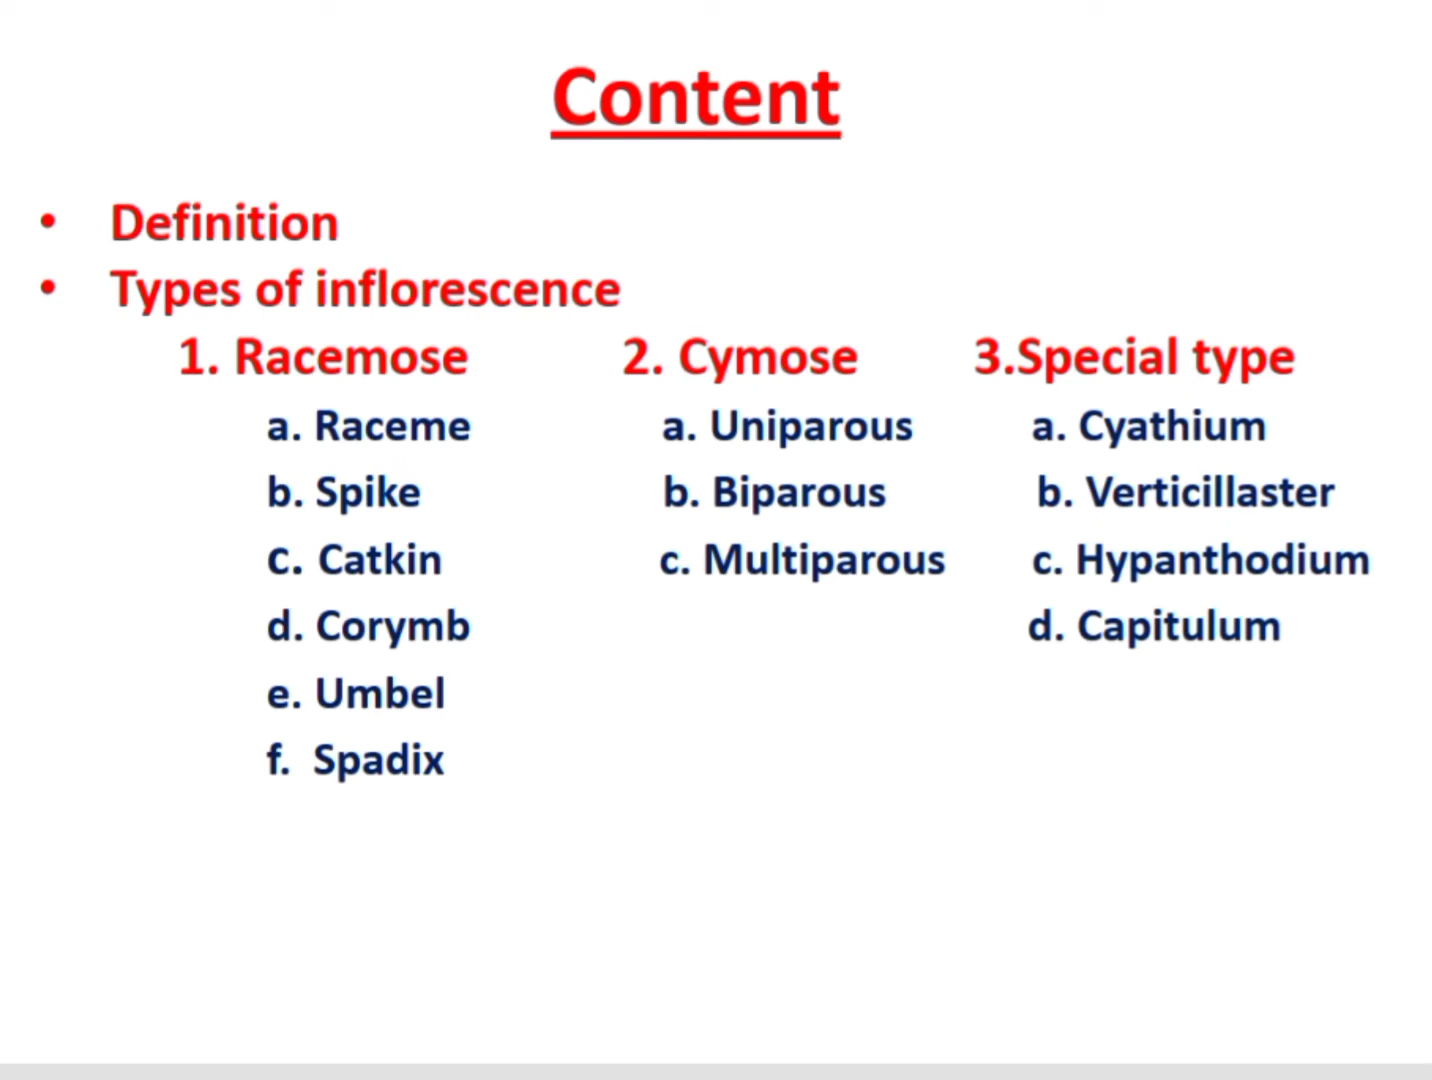 Content
• Definition
• Types of inflorescence
1. Racemose 2. Cymose 3.Special type
a. Raceme a. Uniparous a. Cyathium
b. Spike b. Biparous b. Verticillaster
c. Catkin c. Multiparous c. Hypanthodium
d. Corymb d. Capitulum
e. Umbel
f. Spadix